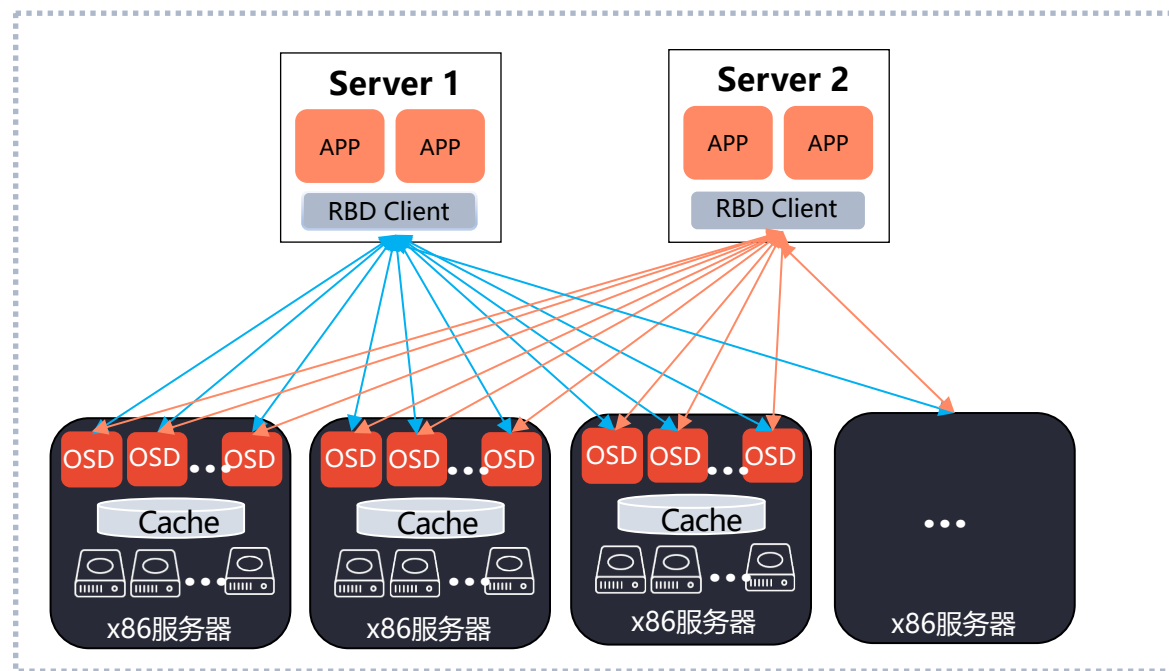 Server 1
APP APP
RBD Client
Server 2
APP APP
RBD Client
OSD OSD ... OSD
Cache
...
x86服务器
OSD OSD ... OSD
Cache
...
x86服务器
OSD OSD ... OSD
Cache
...
x86服务器
...
x86服务器